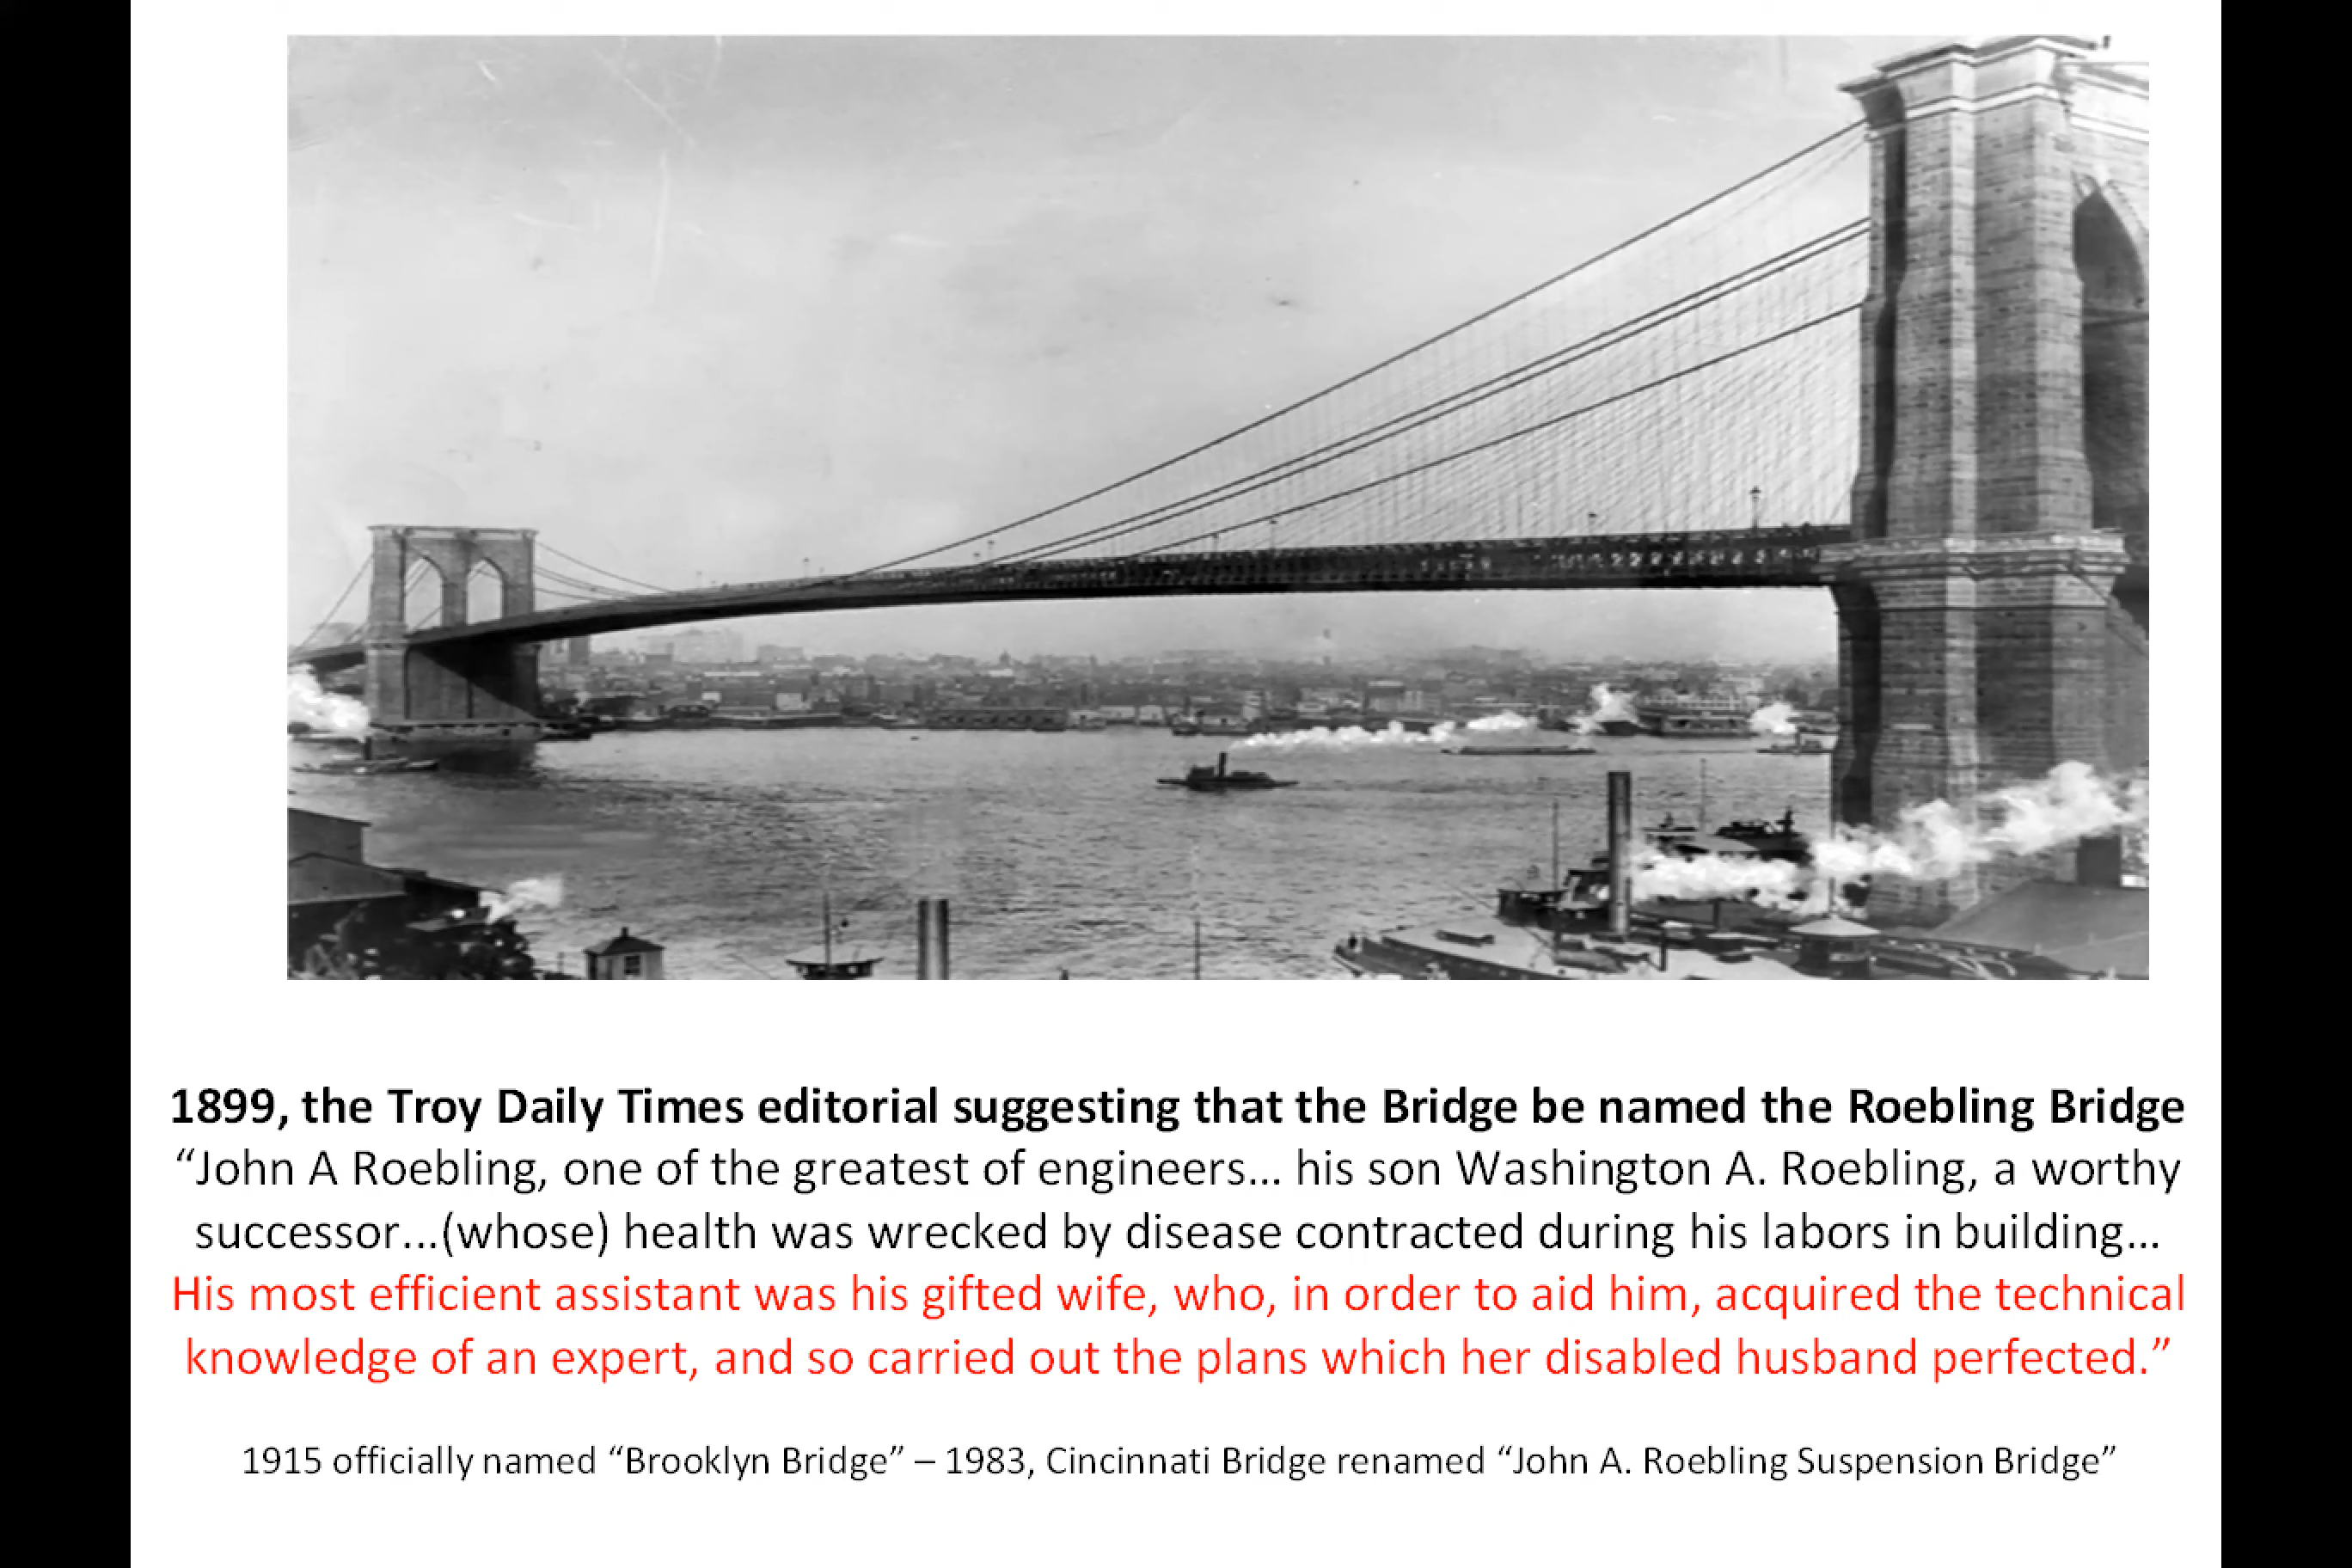 1899, the Troy Daily Times editorial suggesting that the Bridge be named the Roebling Bridge
“John A Roebling, one of the greatest of engineers... his son Washington A. Roebling, a worthy
successor...(whose) health was wrecked by disease contracted during his labors in building...
His most efficient assistant was his gifted wife, who, in order to aid him, acquired the technical
knowledge of an expert, and so carried out the plans which her disabled husband perfected.”
1915 officially named “Brooklyn Bridge” – 1983, Cincinnati Bridge renamed “John A. Roebling Suspension Bridge”